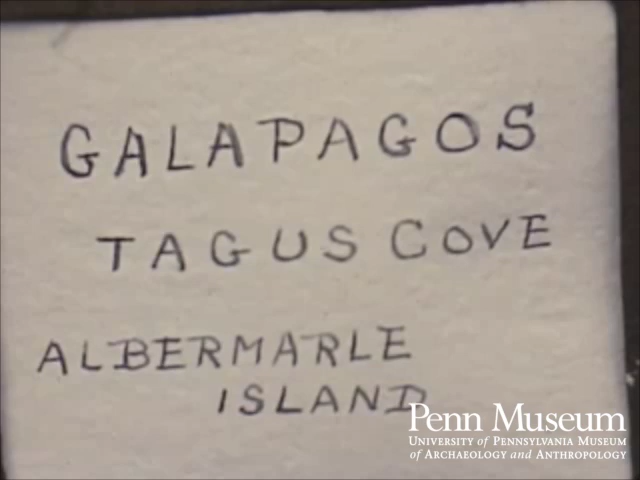 GALAPAGOS
TAGUS COVE
ALBERMARLE
ISLAND
Penn Museum
UNIVERSITY of PENNSYLVANIA MUSEUM
of ARCHAEOLOGY and ANTHROPOLOGY